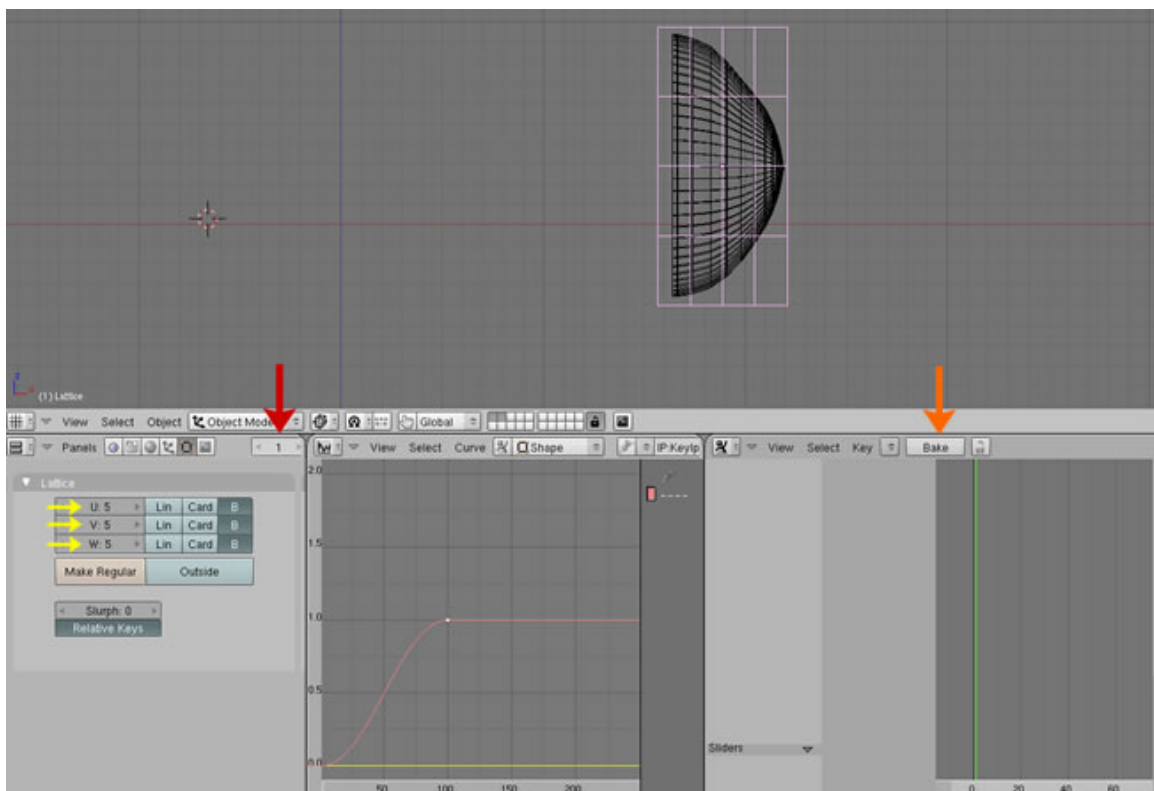 z
x
(1) Lattice
View Select Object Object Mode Global
Panels 1 View Select Curve Shape IP:KeyIp View Select Key Bake
Lattice
U: 5 Lin Card B
V: 5 Lin Card B
W: 5 Lin Card B
Make Regular Outside
Slurph: 0
Relative Keys
2.0
1.5
1.0
0.5
0.0
50 100 150 200
Sliders
0 20 40 60